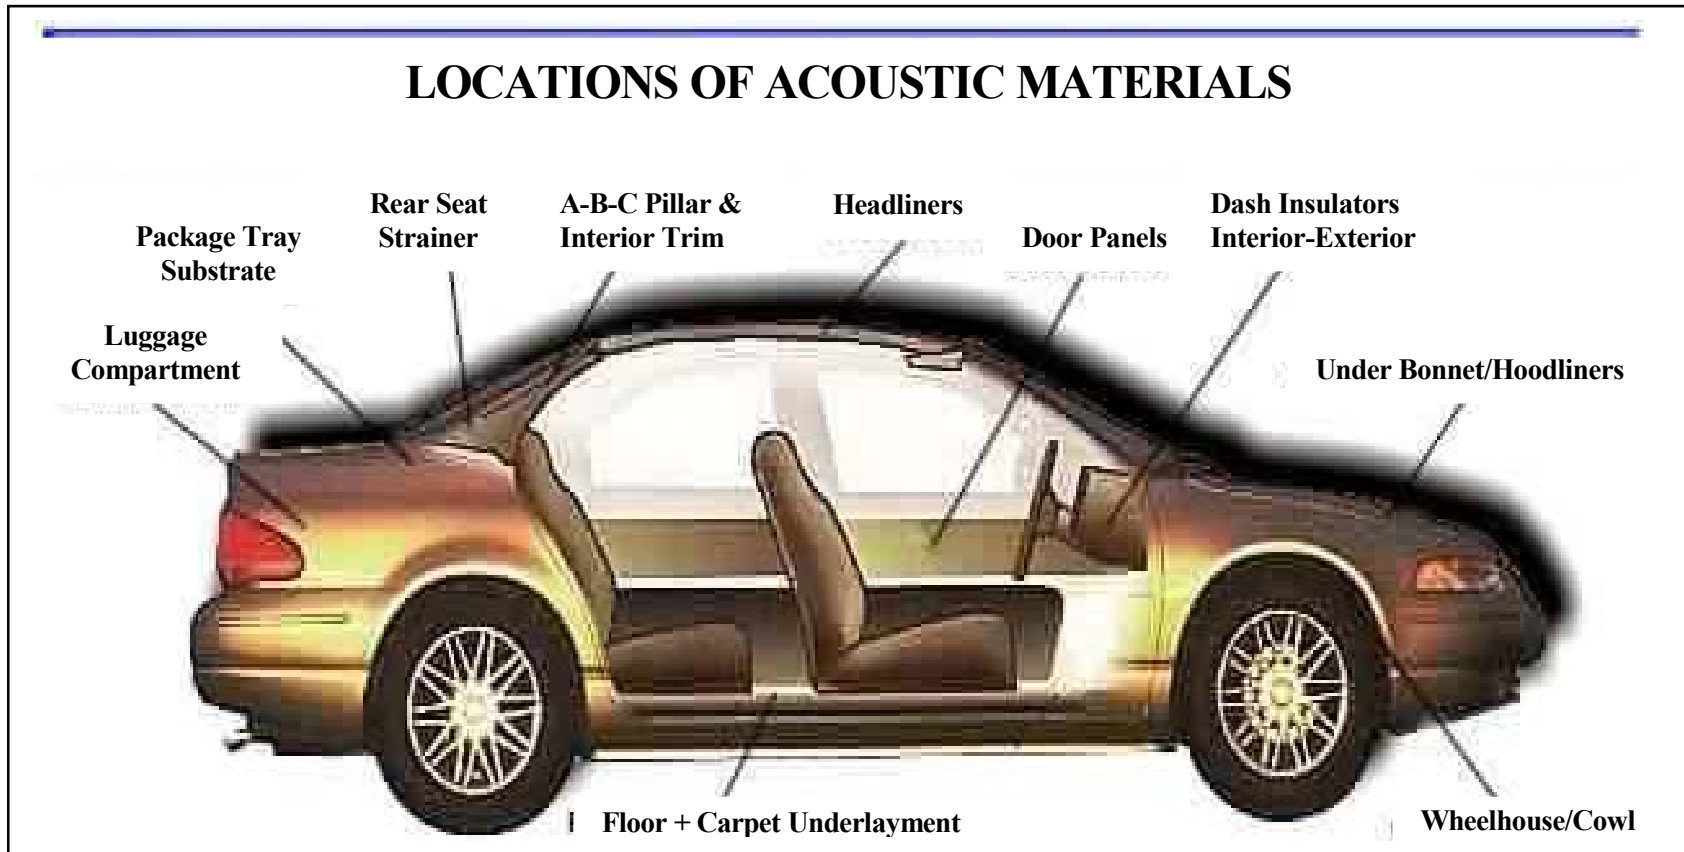 LOCATIONS OF ACOUSTIC MATERIALS
Rear Seat
Strainer
A-B-C Pillar &
Interior Trim
Headliners
Dash Insulators
Interior-Exterior
Package Tray
Substrate
Door Panels
Luggage
Compartment
Under Bonnet/Hoodliners
Floor + Carpet Underlayment
Wheelhouse/Cowl